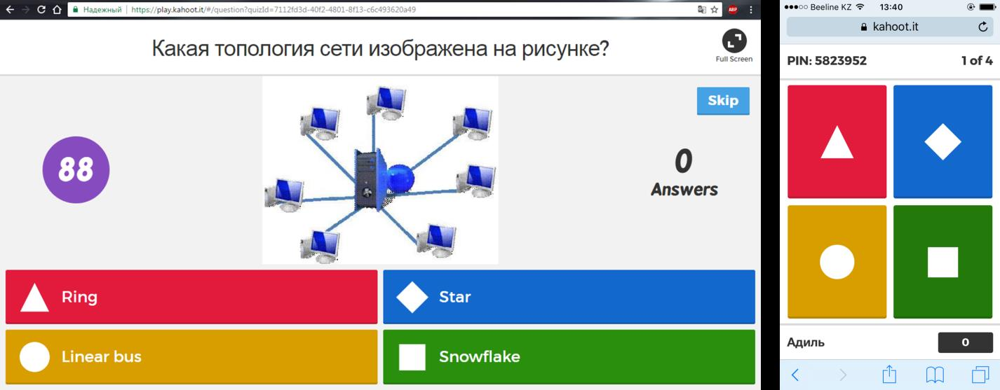 Надежный
https://play.kahoot.it/#/question?quizId=7112fd3d-40f2-4801-8f13-c6c493620a49
ABP
Какая топология сети изображена на рисунке?
Full Screen
Skip
88
0
Answers
Ring
Star
Linear bus
Snowflake
Beeline KZ
13:40
kahoot.it
PIN: 5823952
1 of 4
Адиль
0